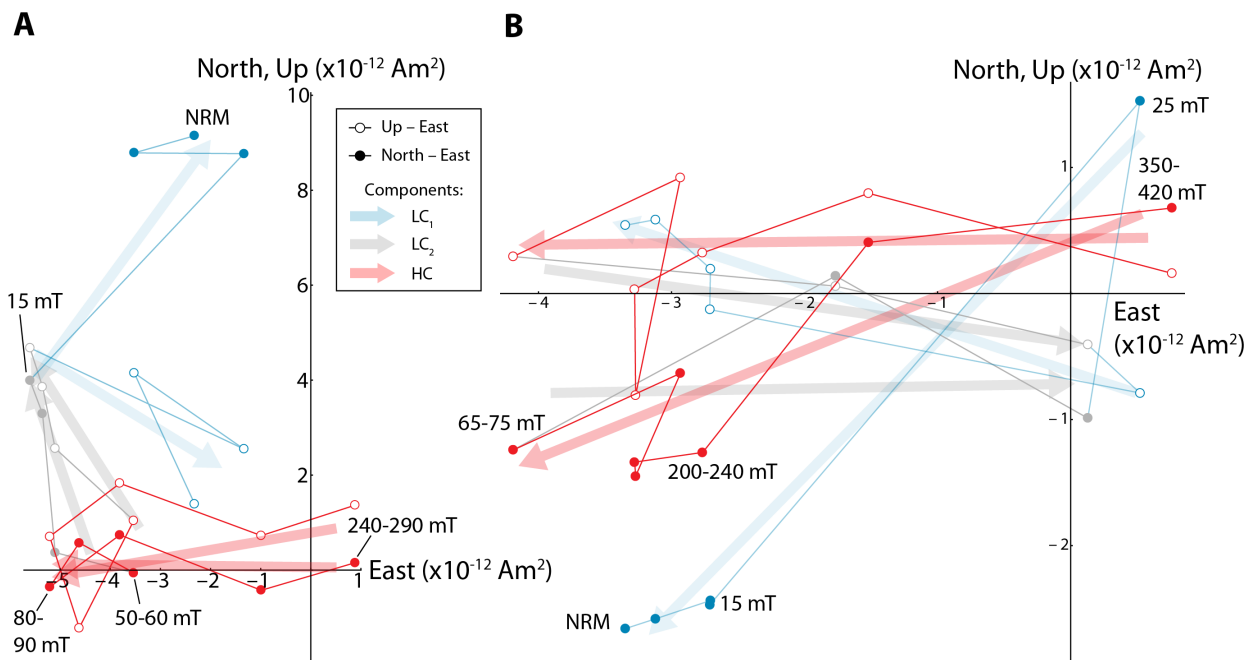 A
North, Up (x10⁻¹² Am²)
10
NRM
8
6
15 mT
4
2
240-290 mT
East (x10⁻¹² Am²)
−5
−4
−3
−2
−1
1
80-
90 mT
50-60 mT
Up – East
North – East
Components:
LC₁
LC₂
HC
B
North, Up (x10⁻¹² Am²)
25 mT
1
350-
420 mT
−4
−3
−2
−1
East
(x10⁻¹² Am²)
65-75 mT
−1
200-240 mT
−2
15 mT
NRM